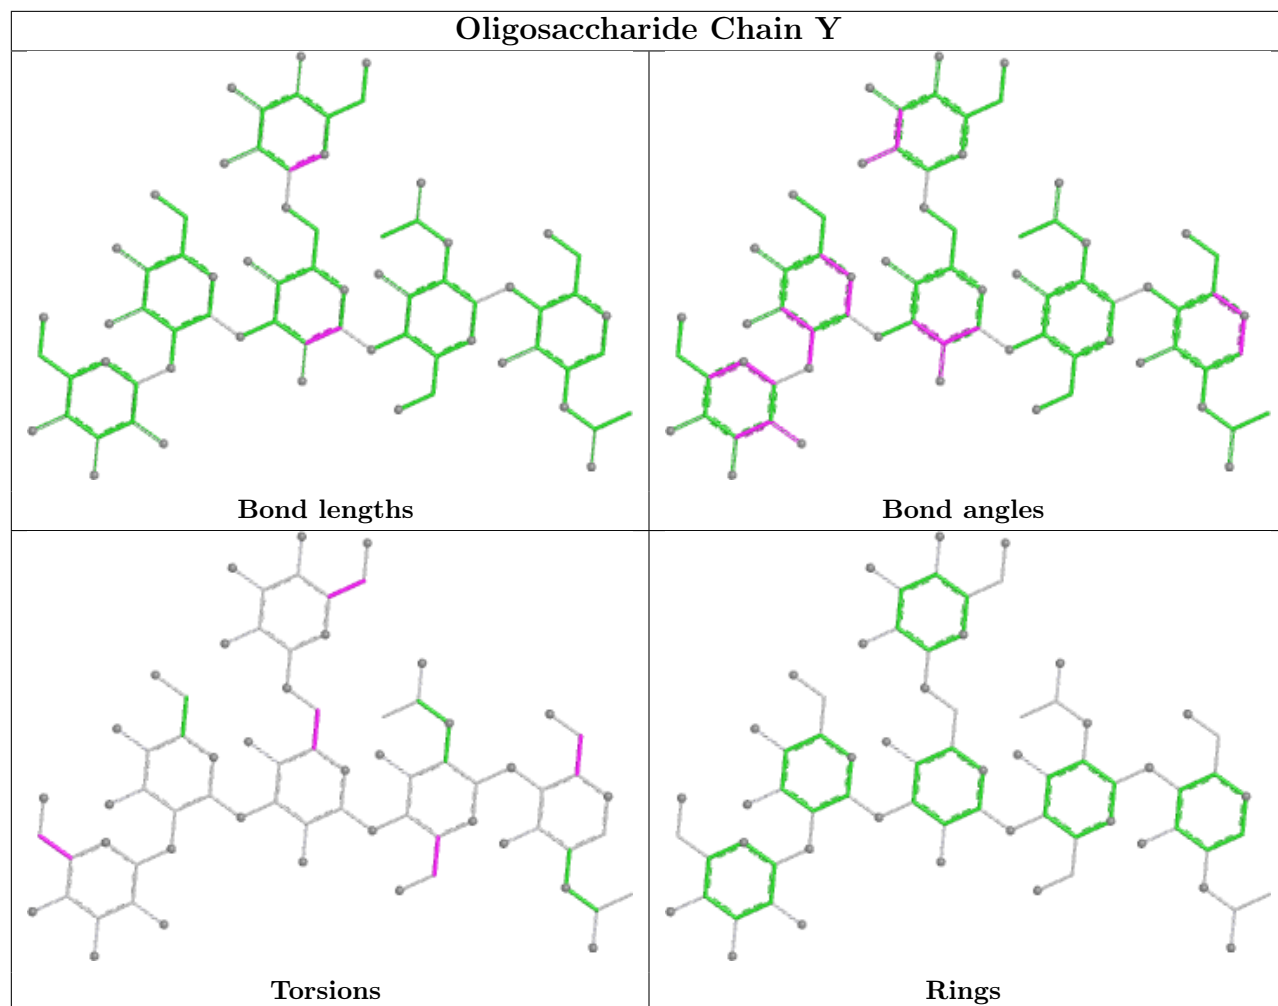 Oligosaccharide Chain Y
Bond lengths
Bond angles
Torsions
Rings